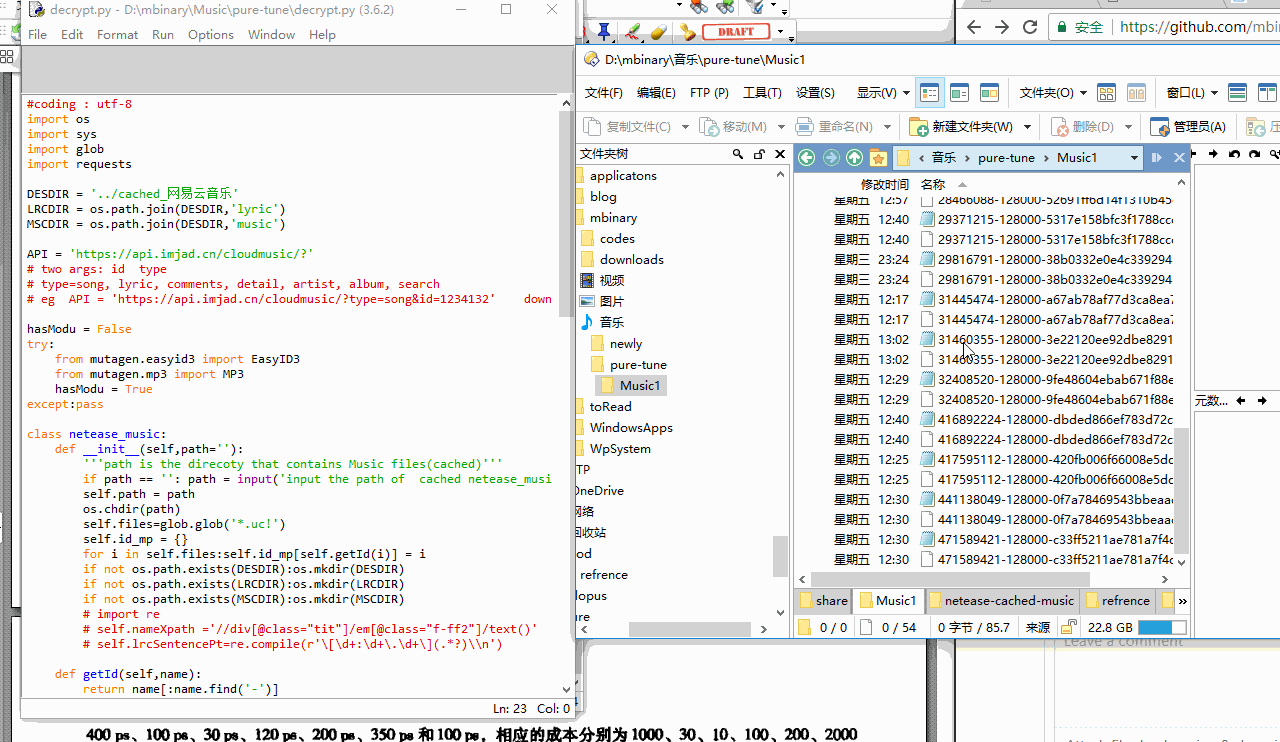 decrypt.py - D:\mbinary\Music\pure-tune\decrypt.py (3.6.2)
File Edit Format Run Options Window Help
#coding : utf-8
import os
import sys
import glob
import requests
DESDIR = '../cached_网易云音乐'
LRCDIR = os.path.join(DESDIR,'lyric')
MSCDIR = os.path.join(DESDIR,'music')
API = 'https://api.imjad.cn/cloudmusic/?'
# two args: id  type
# type=song, lyric, comments, detail, artist, album, search
# eg  API = 'https://api.imjad.cn/cloudmusic/?type=song&id=1234132'    down
hasModu = False
try:
    from mutagen.easyid3 import EasyID3
    from mutagen.mp3 import MP3
    hasModu = True
except:pass
class netease_music:
    def __init__(self,path=''):
        '''path is the direcoty that contains Music files(cached)'''
        if path == '': path = input('input the path of  cached netease_musi
        self.path = path
        os.chdir(path)
        self.files=glob.glob('*.uc!')
        self.id_mp = {}
        for i in self.files:self.id_mp[self.getId(i)] = i
        if not os.path.exists(DESDIR):os.mkdir(DESDIR)
        if not os.path.exists(LRCDIR):os.mkdir(LRCDIR)
        if not os.path.exists(MSCDIR):os.mkdir(MSCDIR)
        # import re
        # self.nameXpath ='//div[@class="tit"]/em[@class="f-ff2"]/text()'
        # self.lrcSentencePt=re.compile(r'\[\d+:\d+\.\d+\](.*?)\\n')
    def getId(self,name):
        return name[:name.find('-')]
Ln: 23 Col: 0
DRAFT
安全 https://github.com/mbi
D:\mbinary\音乐\pure-tune\Music1
文件(F) 编辑(E) FTP (P) 工具(T) 设置(S) 显示(V) 文件夹(O) 窗口(L)
复制文件(C) 移动(M) 重命名(N) 新建文件夹(W) 删除(D) 管理员(A)
文件夹树
applicatons
blog
mbinary
codes
downloads
视频
图片
音乐
newly
pure-tune
Music1
toRead
WindowsApps
WpSystem
TP
OneDrive
网络
回收站
od
refrence
lopus
音乐 pure-tune Music1
修改时间 名称
星期五 12:57 28466088-128000-52691ff6d14f1310b45
星期五 12:40 29371215-128000-5317e158bfc3f1788ccc
星期五 12:40 29371215-128000-5317e158bfc3f1788ccc
星期三 23:24 29816791-128000-38b0332e0e4c339294
星期三 23:24 29816791-128000-38b0332e0e4c339294
星期五 12:17 31445474-128000-a67ab78af77d3ca8ea7
星期五 12:17 31445474-128000-a67ab78af77d3ca8ea7
星期五 13:02 31460355-128000-3e22120ee92dbe8291
星期五 13:02 31460355-128000-3e22120ee92dbe8291
星期五 12:29 32408520-128000-9fe48604ebab671f88e
星期五 12:29 32408520-128000-9fe48604ebab671f88e
星期五 12:40 416892224-128000-dbded866ef783d72c
星期五 12:40 416892224-128000-dbded866ef783d72c
星期五 12:25 417595112-128000-420fb006f66008e5dc
星期五 12:25 417595112-128000-420fb006f66008e5dc
星期五 12:30 441138049-128000-0f7a78469543bbeaac
星期五 12:30 441138049-128000-0f7a78469543bbeaac
星期五 12:30 471589421-128000-c33ff5211ae781a7f4c
星期五 12:30 471589421-128000-c33ff5211ae781a7f4c
元数...
share Music1 netease-cached-music refrence
0 / 0 0 / 54 0 字节 / 85.7 来源 22.8 GB
Leave a comment
400 ps、100 ps、30 ps、120 ps、200 ps、350 ps 和 100 ps，相应的成本分别为 1000、30、10、100、200、2000